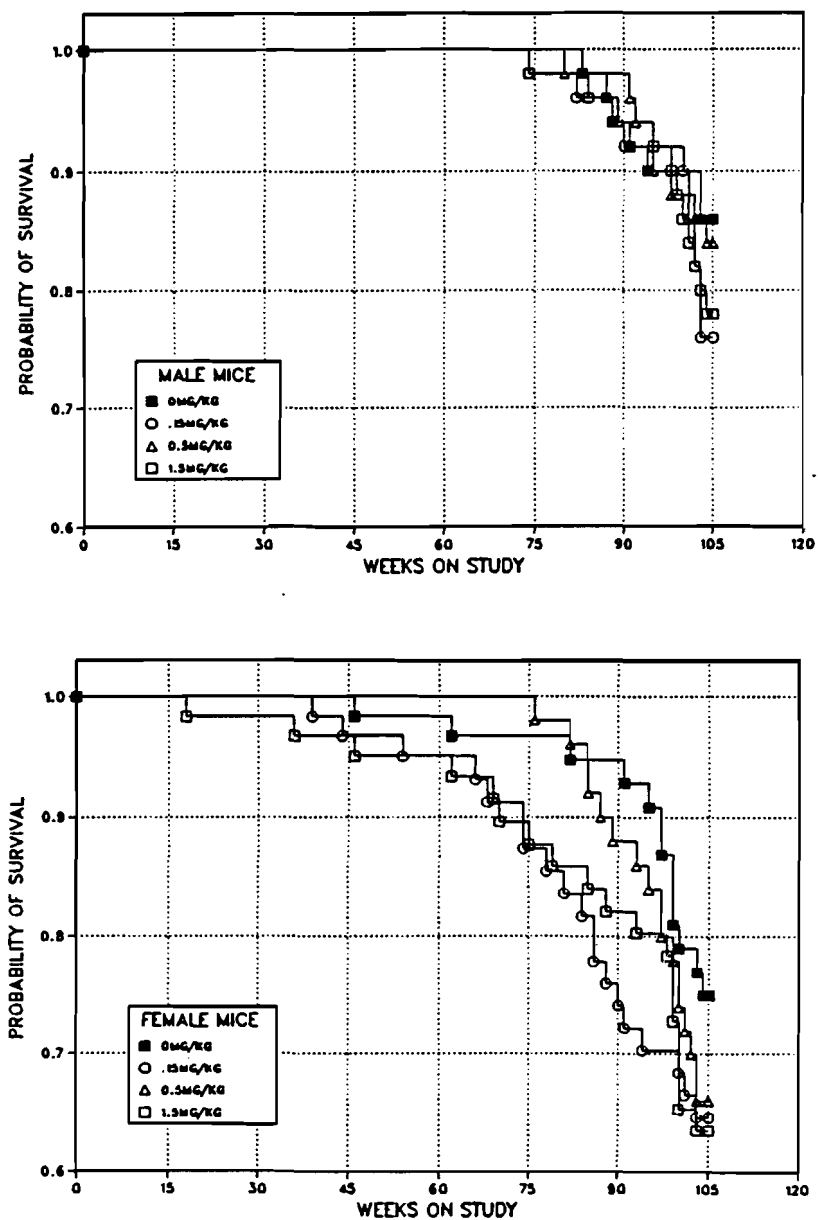 1.0
0.9
0.8
0.7
0.6
PROBABILITY OF SURVIVAL
MALE MICE
0MG/KG
.15MG/KG
0.5MG/KG
1.5MG/KG
0 15 30 45 60 75 90 105 120
WEEKS ON STUDY
1.0
0.9
0.8
0.7
0.6
PROBABILITY OF SURVIVAL
FEMALE MICE
0MG/KG
.15MG/KG
0.5MG/KG
1.5MG/KG
0 15 30 45 60 75 90 105 120
WEEKS ON STUDY